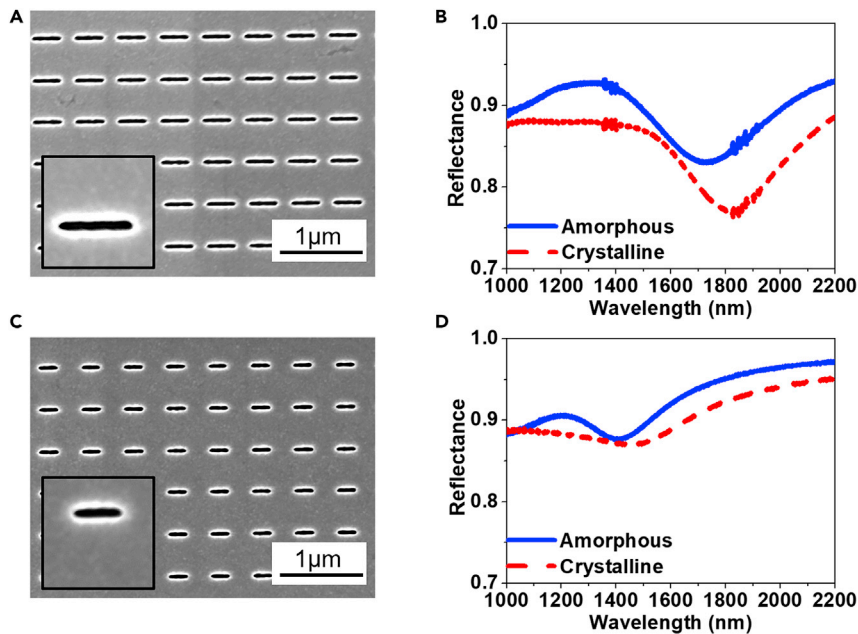 A
1μm
B
1.0
0.9
0.8
0.7
Reflectance
Amorphous
Crystalline
1000 1200 1400 1600 1800 2000 2200
Wavelength (nm)
C
1μm
D
1.0
0.9
0.8
0.7
Reflectance
Amorphous
Crystalline
1000 1200 1400 1600 1800 2000 2200
Wavelength (nm)